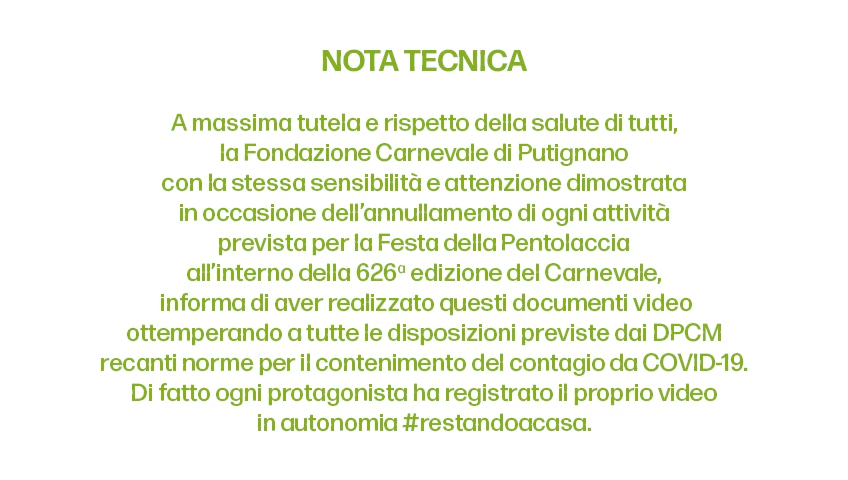 NOTA TECNICA
A massima tutela e rispetto della salute di tutti,
la Fondazione Carnevale di Putignano
con la stessa sensibilità e attenzione dimostrata
in occasione dell’annullamento di ogni attività
prevista per la Festa della Pentolaccia
all’interno della 626ª edizione del Carnevale,
informa di aver realizzato questi documenti video
ottemperando a tutte le disposizioni previste dai DPCM
recanti norme per il contenimento del contagio da COVID-19.
Di fatto ogni protagonista ha registrato il proprio video
in autonomia #restandoacasa.